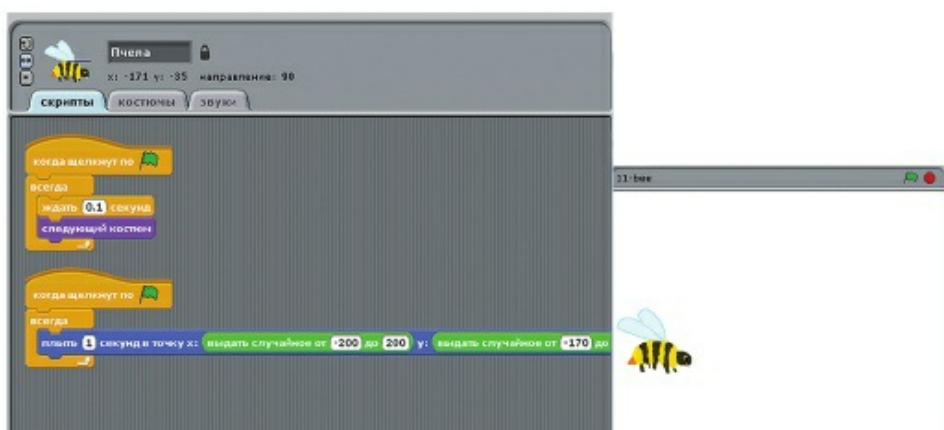 Пчела
x: -171 y: -35 направление: 90
скрипты костюмы звуки
когда щелкнут по
всегда
ждать 0.1 секунд
следующий костюм
когда щелкнут по
всегда
плыть 1 секунд в точку x: выдать случайное от -200 до 200 y: выдать случайное от -170 до
11-bee